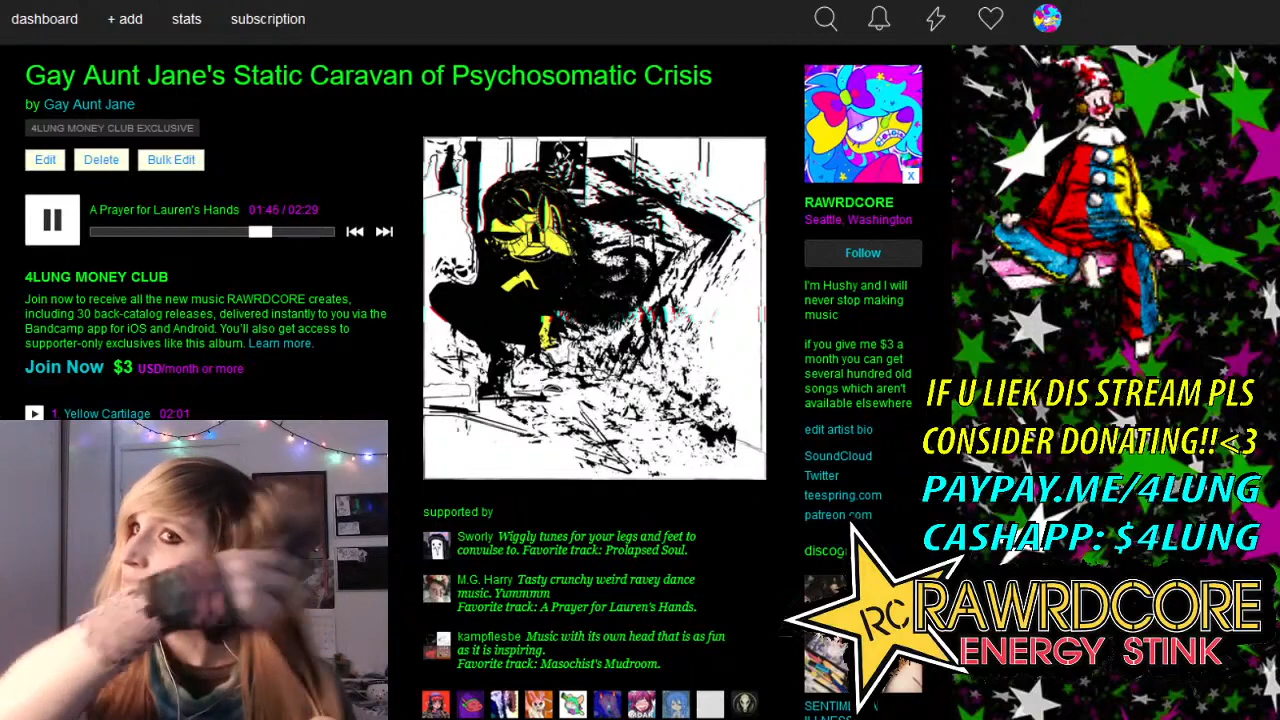 dashboard
+ add
stats
subscription
Gay Aunt Jane's Static Caravan of Psychosomatic Crisis
by Gay Aunt Jane
4LUNG MONEY CLUB EXCLUSIVE
Edit
Delete
Bulk Edit
A Prayer for Lauren's Hands 01:45 / 02:29
4LUNG MONEY CLUB
Join now to receive all the new music RAWRDCORE creates,
including 30 back-catalog releases, delivered instantly to you via the
Bandcamp app for iOS and Android. You'll also get access to
supporter-only exclusives like this album. Learn more.
Join Now $3 USD/month or more
1. Yellow Cartilage 02:01
supported by
Sworly Wiggly tunes for your legs and feet to
convulse to. Favorite track: Prolapsed Soul.
M.G. Harry Tasty crunchy weird ravey dance
music. Yummmm
Favorite track: A Prayer for Lauren's Hands.
kampflesbe Music with its own head that is as fun
as it is inspiring.
Favorite track: Masochist's Mudroom.
X
RAWRDCORE
Seattle, Washington
Follow
I'm Hushy and I will
never stop making
music
if you give me $3 a
month you can get
several hundred old
songs which aren't
available elsewhere
edit artist bio
SoundCloud
Twitter
teespring.com
patreon.com
discog
SENTIM
IF U LIEK DIS STREAM PLS
CONSIDER DONATING!!<3
PAYPAY.ME/4LUNG
CASHAPP: $4LUNG
RC RAWRDCORE
ENERGY STINK